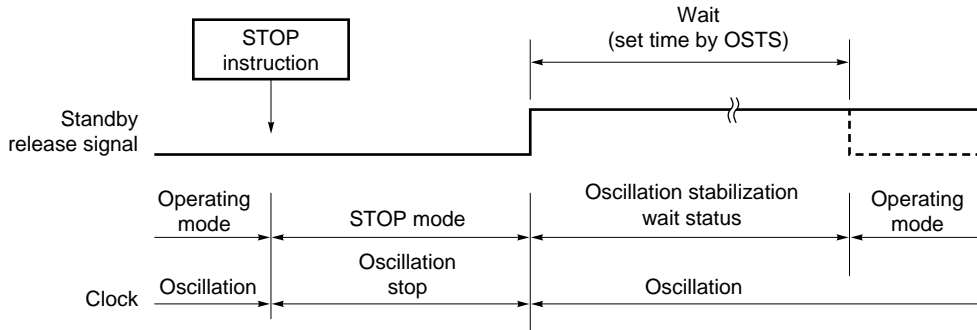 Wait
(set time by OSTS)
STOP
instruction
Standby
release signal
Operating
mode
STOP mode
Oscillation stabilization
wait status
Operating
mode
Clock
Oscillation
Oscillation
stop
Oscillation